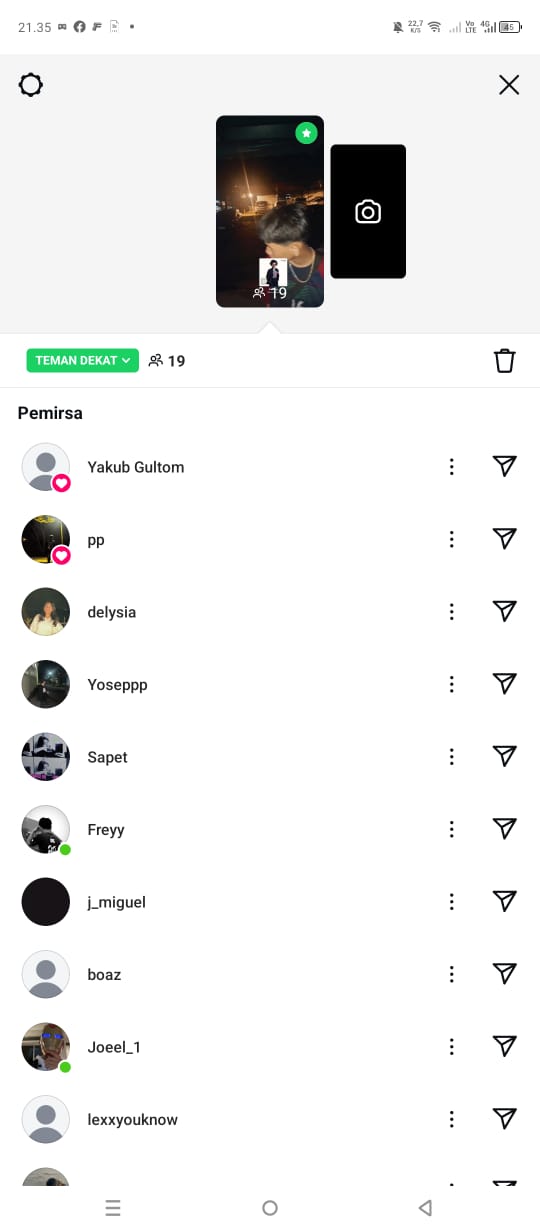 21.35
22,7 K/S
Vo LTE
4G
45
19
TEMAN DEKAT
19
Pemirsa
Yakub Gultom
pp
delysia
Yoseppp
Sapet
Freyy
j_miguel
boaz
Joeel_1
lexxyouknow